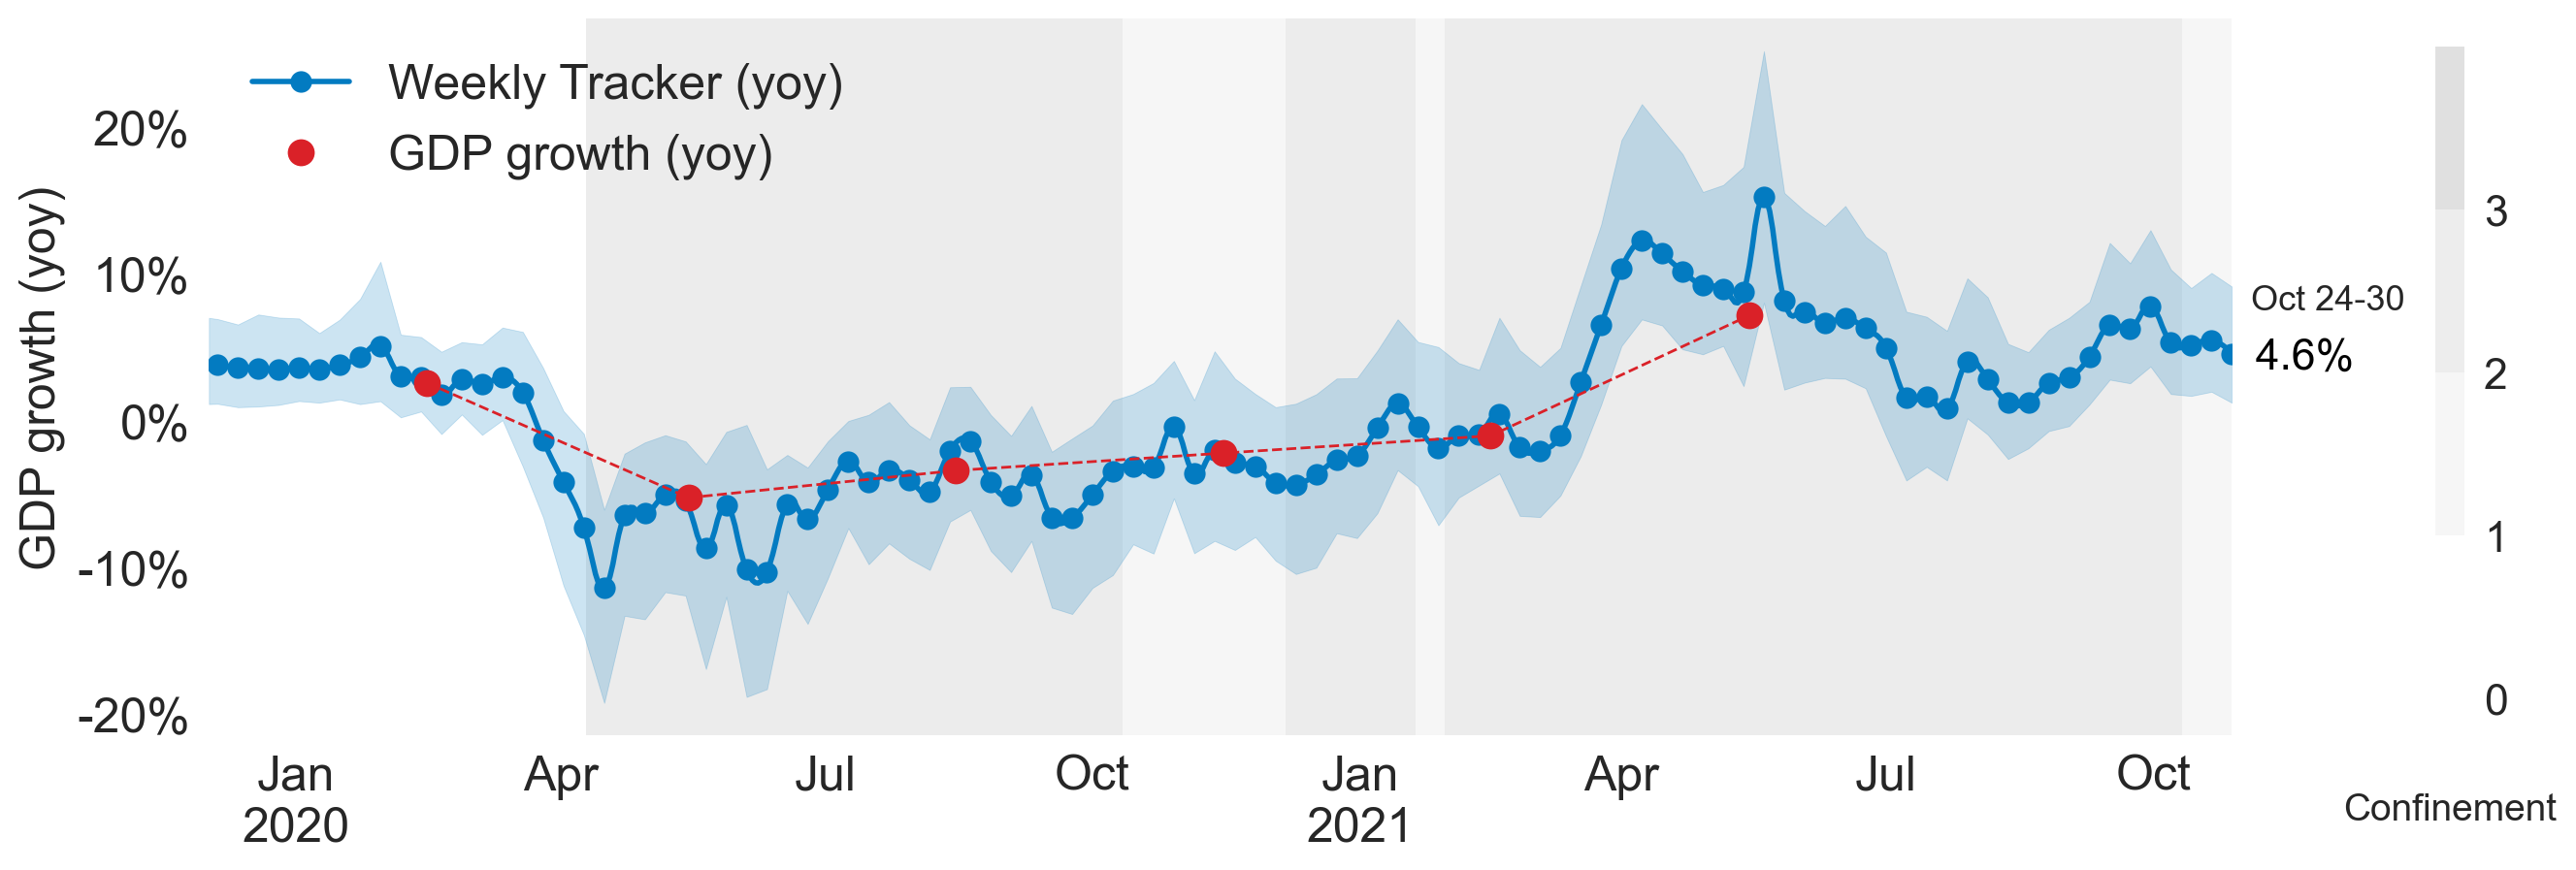 Weekly Tracker (yoy)
GDP growth (yoy)
GDP growth (yoy)
20%
10%
0%
-10%
-20%
Jan
2020
Apr
Jul
Oct
Jan
2021
Apr
Jul
Oct
Oct 24-30
4.6%
3
2
1
0
Confinement